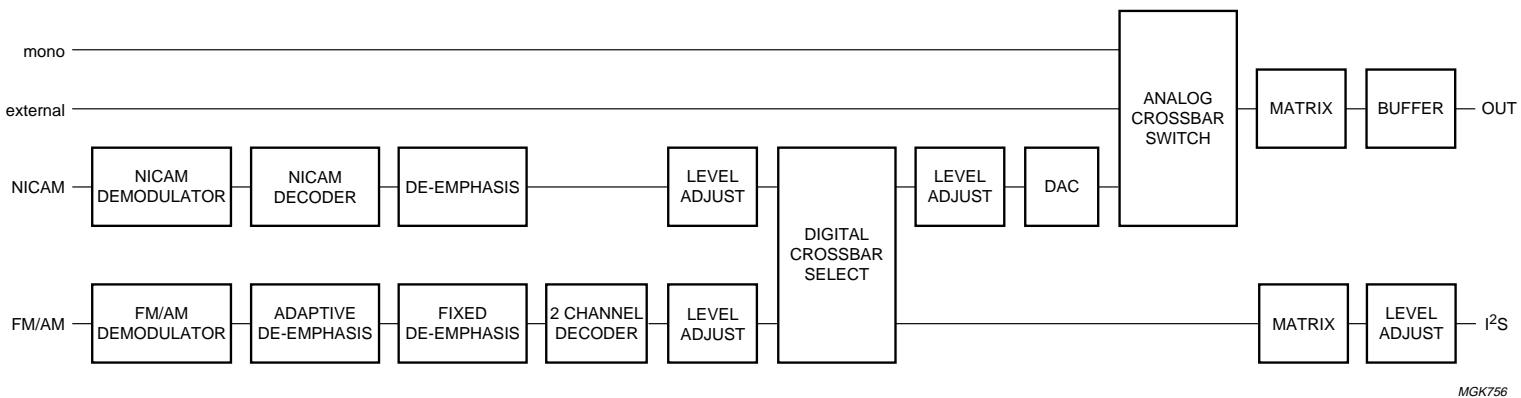 mono
external
ANALOG
CROSSBAR
SWITCH
MATRIX
BUFFER
OUT
NICAM
NICAM
DEMODULATOR
NICAM
DECODER
DE-EMPHASIS
LEVEL
ADJUST
DIGITAL
CROSSBAR
SELECT
LEVEL
ADJUST
DAC
FM/AM
FM/AM
DEMODULATOR
ADAPTIVE
DE-EMPHASIS
FIXED
DE-EMPHASIS
2 CHANNEL
DECODER
LEVEL
ADJUST
MATRIX
LEVEL
ADJUST
I²S
MGK756